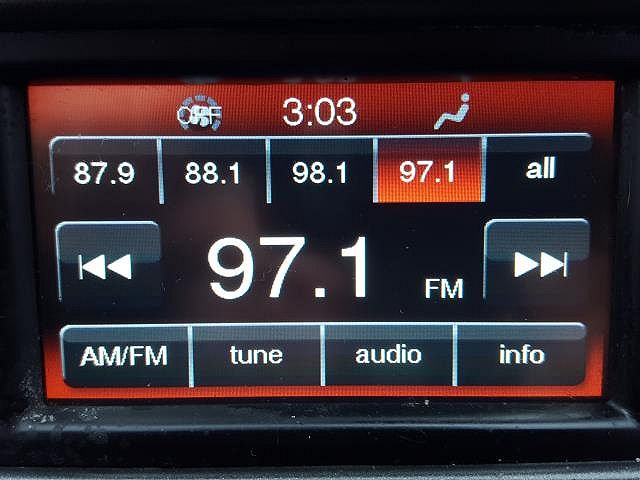 3:03
87.9 88.1 98.1 97.1 all
97.1 FM
AM/FM tune audio info